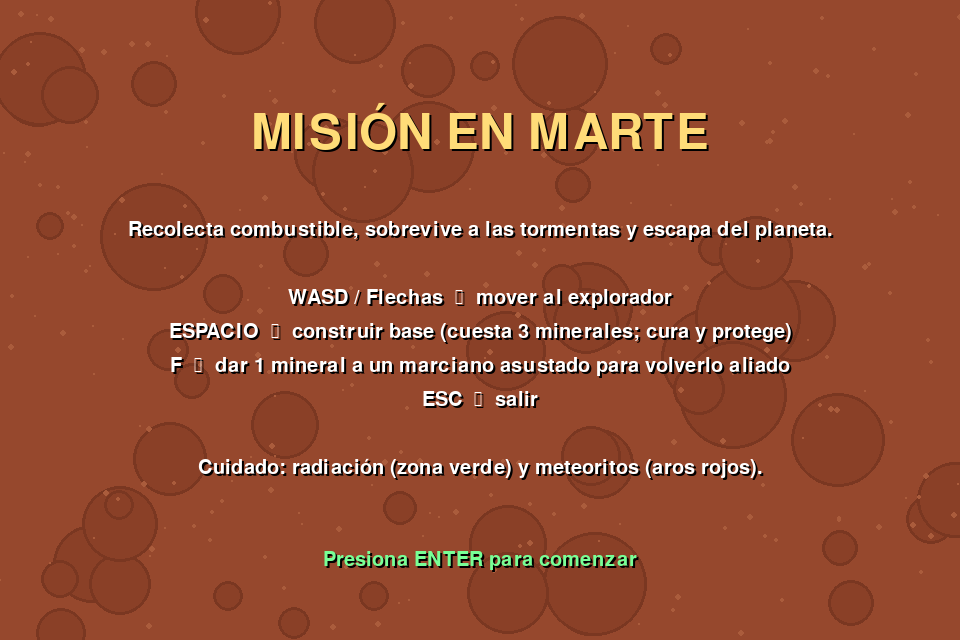 MISIÓN EN MARTE
Recolecta combustible, sobrevive a las tormentas y escapa del planeta.
WASD / Flechas ▯ mover al explorador
ESPACIO ▯ construir base (cuesta 3 minerales; cura y protege)
F ▯ dar 1 mineral a un marciano asustado para volverlo aliado
ESC ▯ salir
Cuidado: radiación (zona verde) y meteoritos (aros rojos).
Presiona ENTER para comenzar